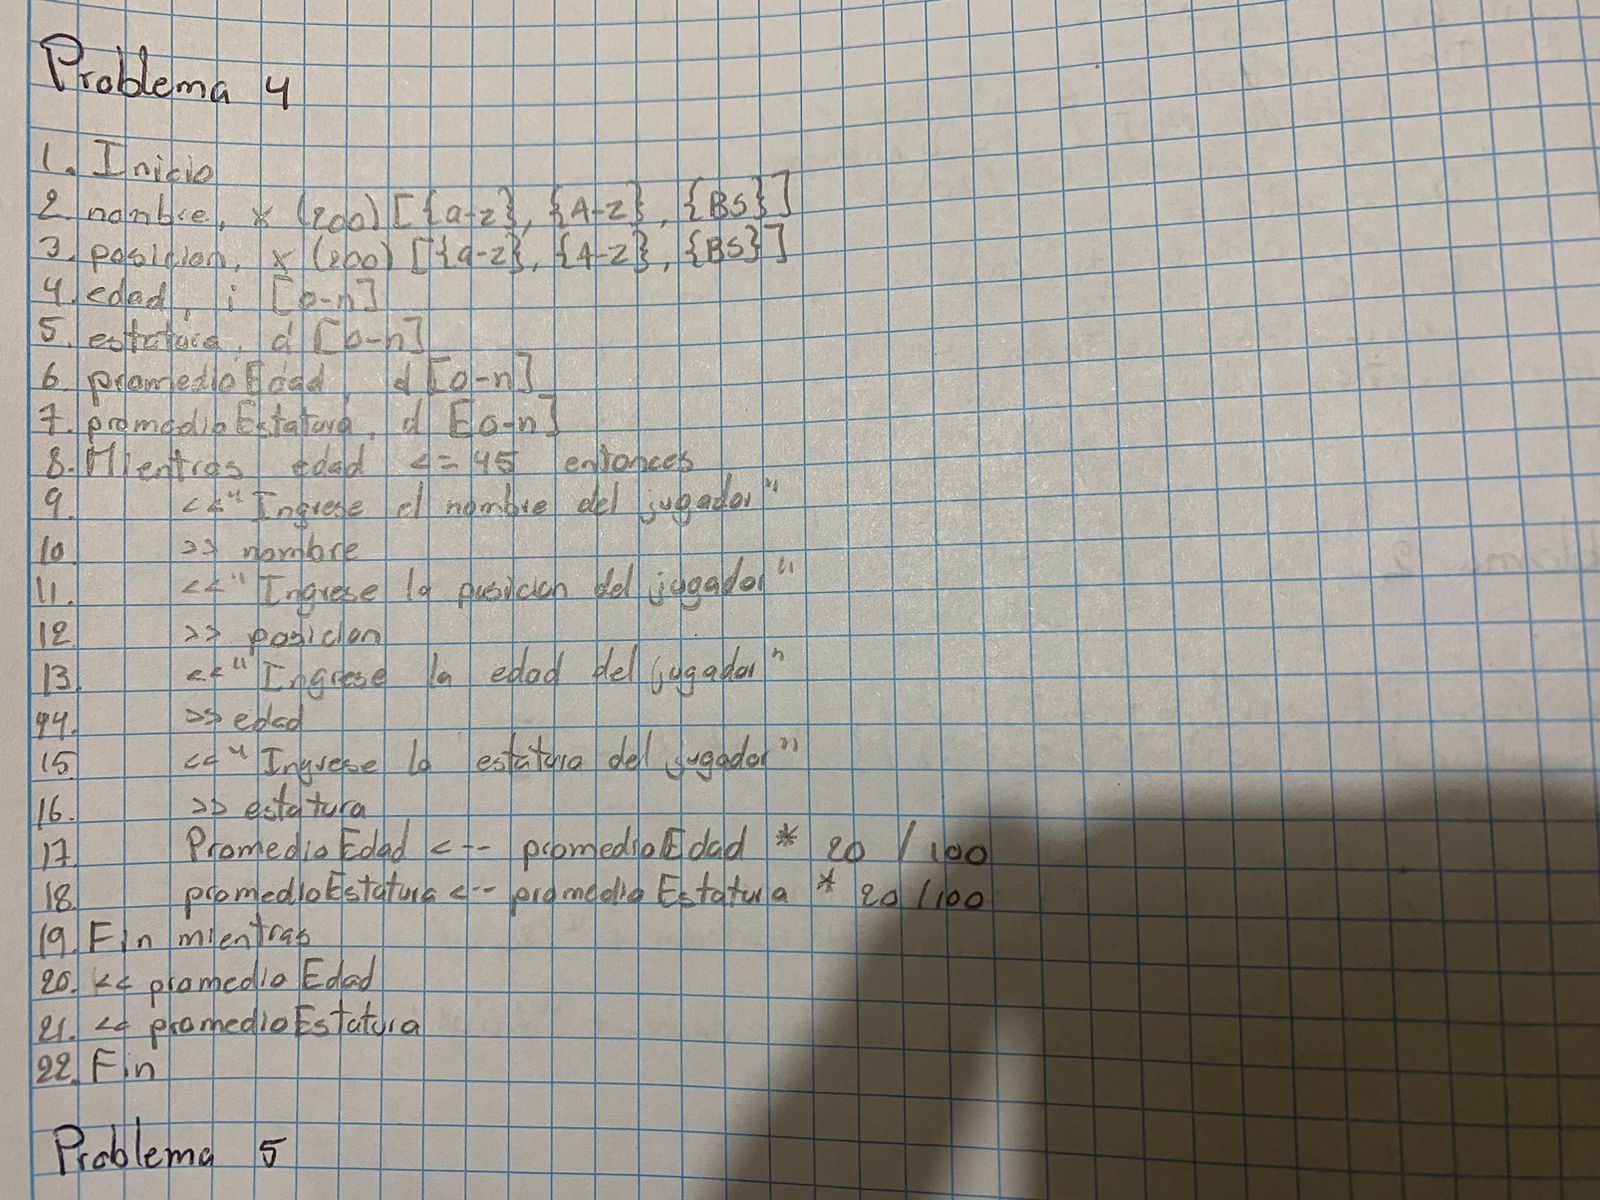 Problema 4
1. Inicio
2. nombre, x (200) [{a-z}, {A-Z}, {BS}]
3. posicion, x (200) [{a-z}, {A-Z}, {BS}]
4. edad, i [0-n]
5. estatura, d [0-n]
6. promedioEdad, d [0-n]
7. promedioEstatura, d [0-n]
8. Mientras edad <= 45 entonces
9. <<"Ingrese el nombre del jugador"
10. >> nombre
11. <<"Ingrese la posicion del jugador"
12. >> posicion
13. <<"Ingrese la edad del jugador"
14. >> edad
15. <<"Ingrese la estatura del jugador"
16. >> estatura
17. PromedioEdad <-- promedioEdad * 20 / 100
18. promedioEstatura <-- promedioEstatura * 20 / 100
19. Fin mientras
20. << promedioEdad
21. << promedioEstatura
22. Fin
Problema 5